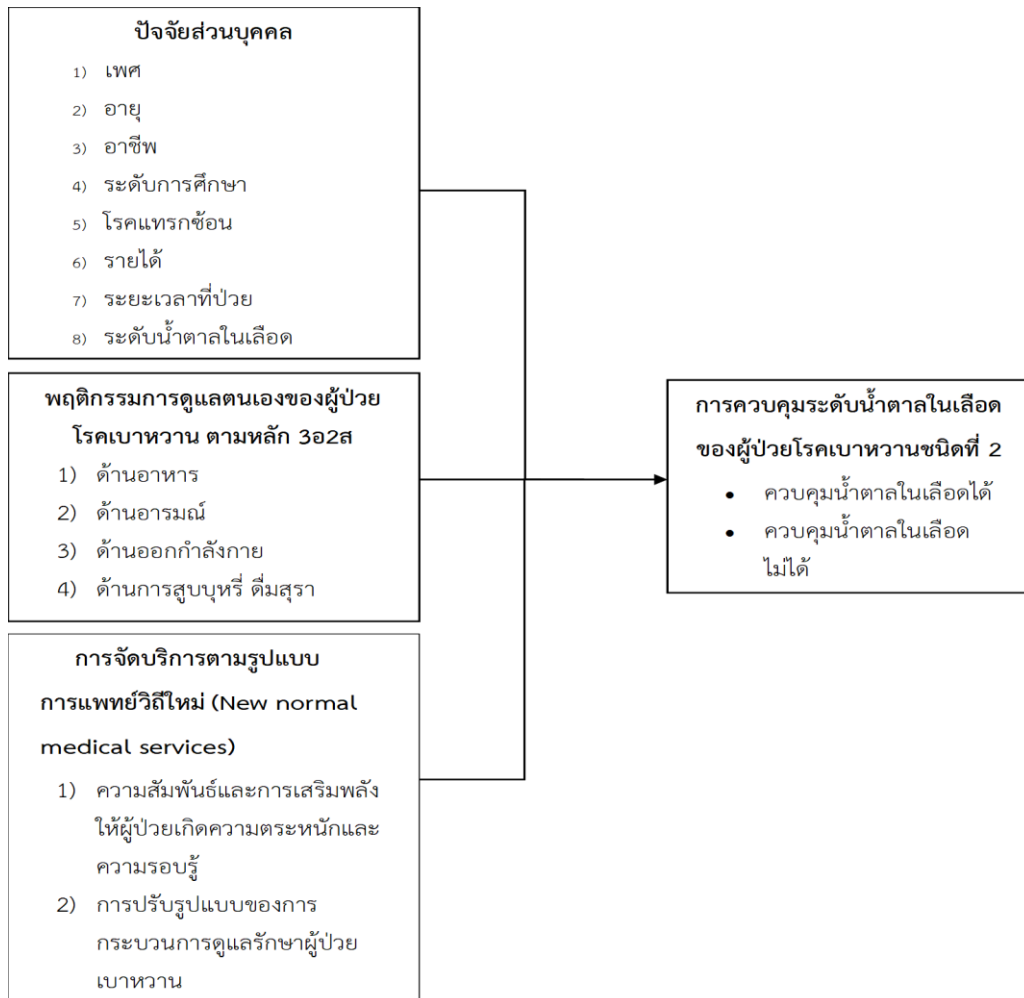 ปัจจัยส่วนบุคคล
1) เพศ
2) อายุ
3) อาชีพ
4) ระดับการศึกษา
5) โรคแทรกซ้อน
6) รายได้
7) ระยะเวลาที่ป่วย
8) ระดับน้ำตาลในเลือด
พฤติกรรมการดูแลตนเองของผู้ป่วย
โรคเบาหวาน ตามหลัก 3อ2ส
1) ด้านอาหาร
2) ด้านอารมณ์
3) ด้านออกกำลังกาย
4) ด้านการสูบบุหรี่ ดื่มสุรา
การจัดบริการตามรูปแบบ
การแพทย์วิถีใหม่ (New normal
medical services)
1) ความสัมพันธ์และการเสริมพลัง
ให้ผู้ป่วยเกิดความตระหนักและ
ความรอบรู้
2) การปรับรูปแบบของการ
กระบวนการดูแลรักษาผู้ป่วย
เบาหวาน
การควบคุมระดับน้ำตาลในเลือด
ของผู้ป่วยโรคเบาหวานชนิดที่ 2
• ควบคุมน้ำตาลในเลือดได้
• ควบคุมน้ำตาลในเลือด
ไม่ได้